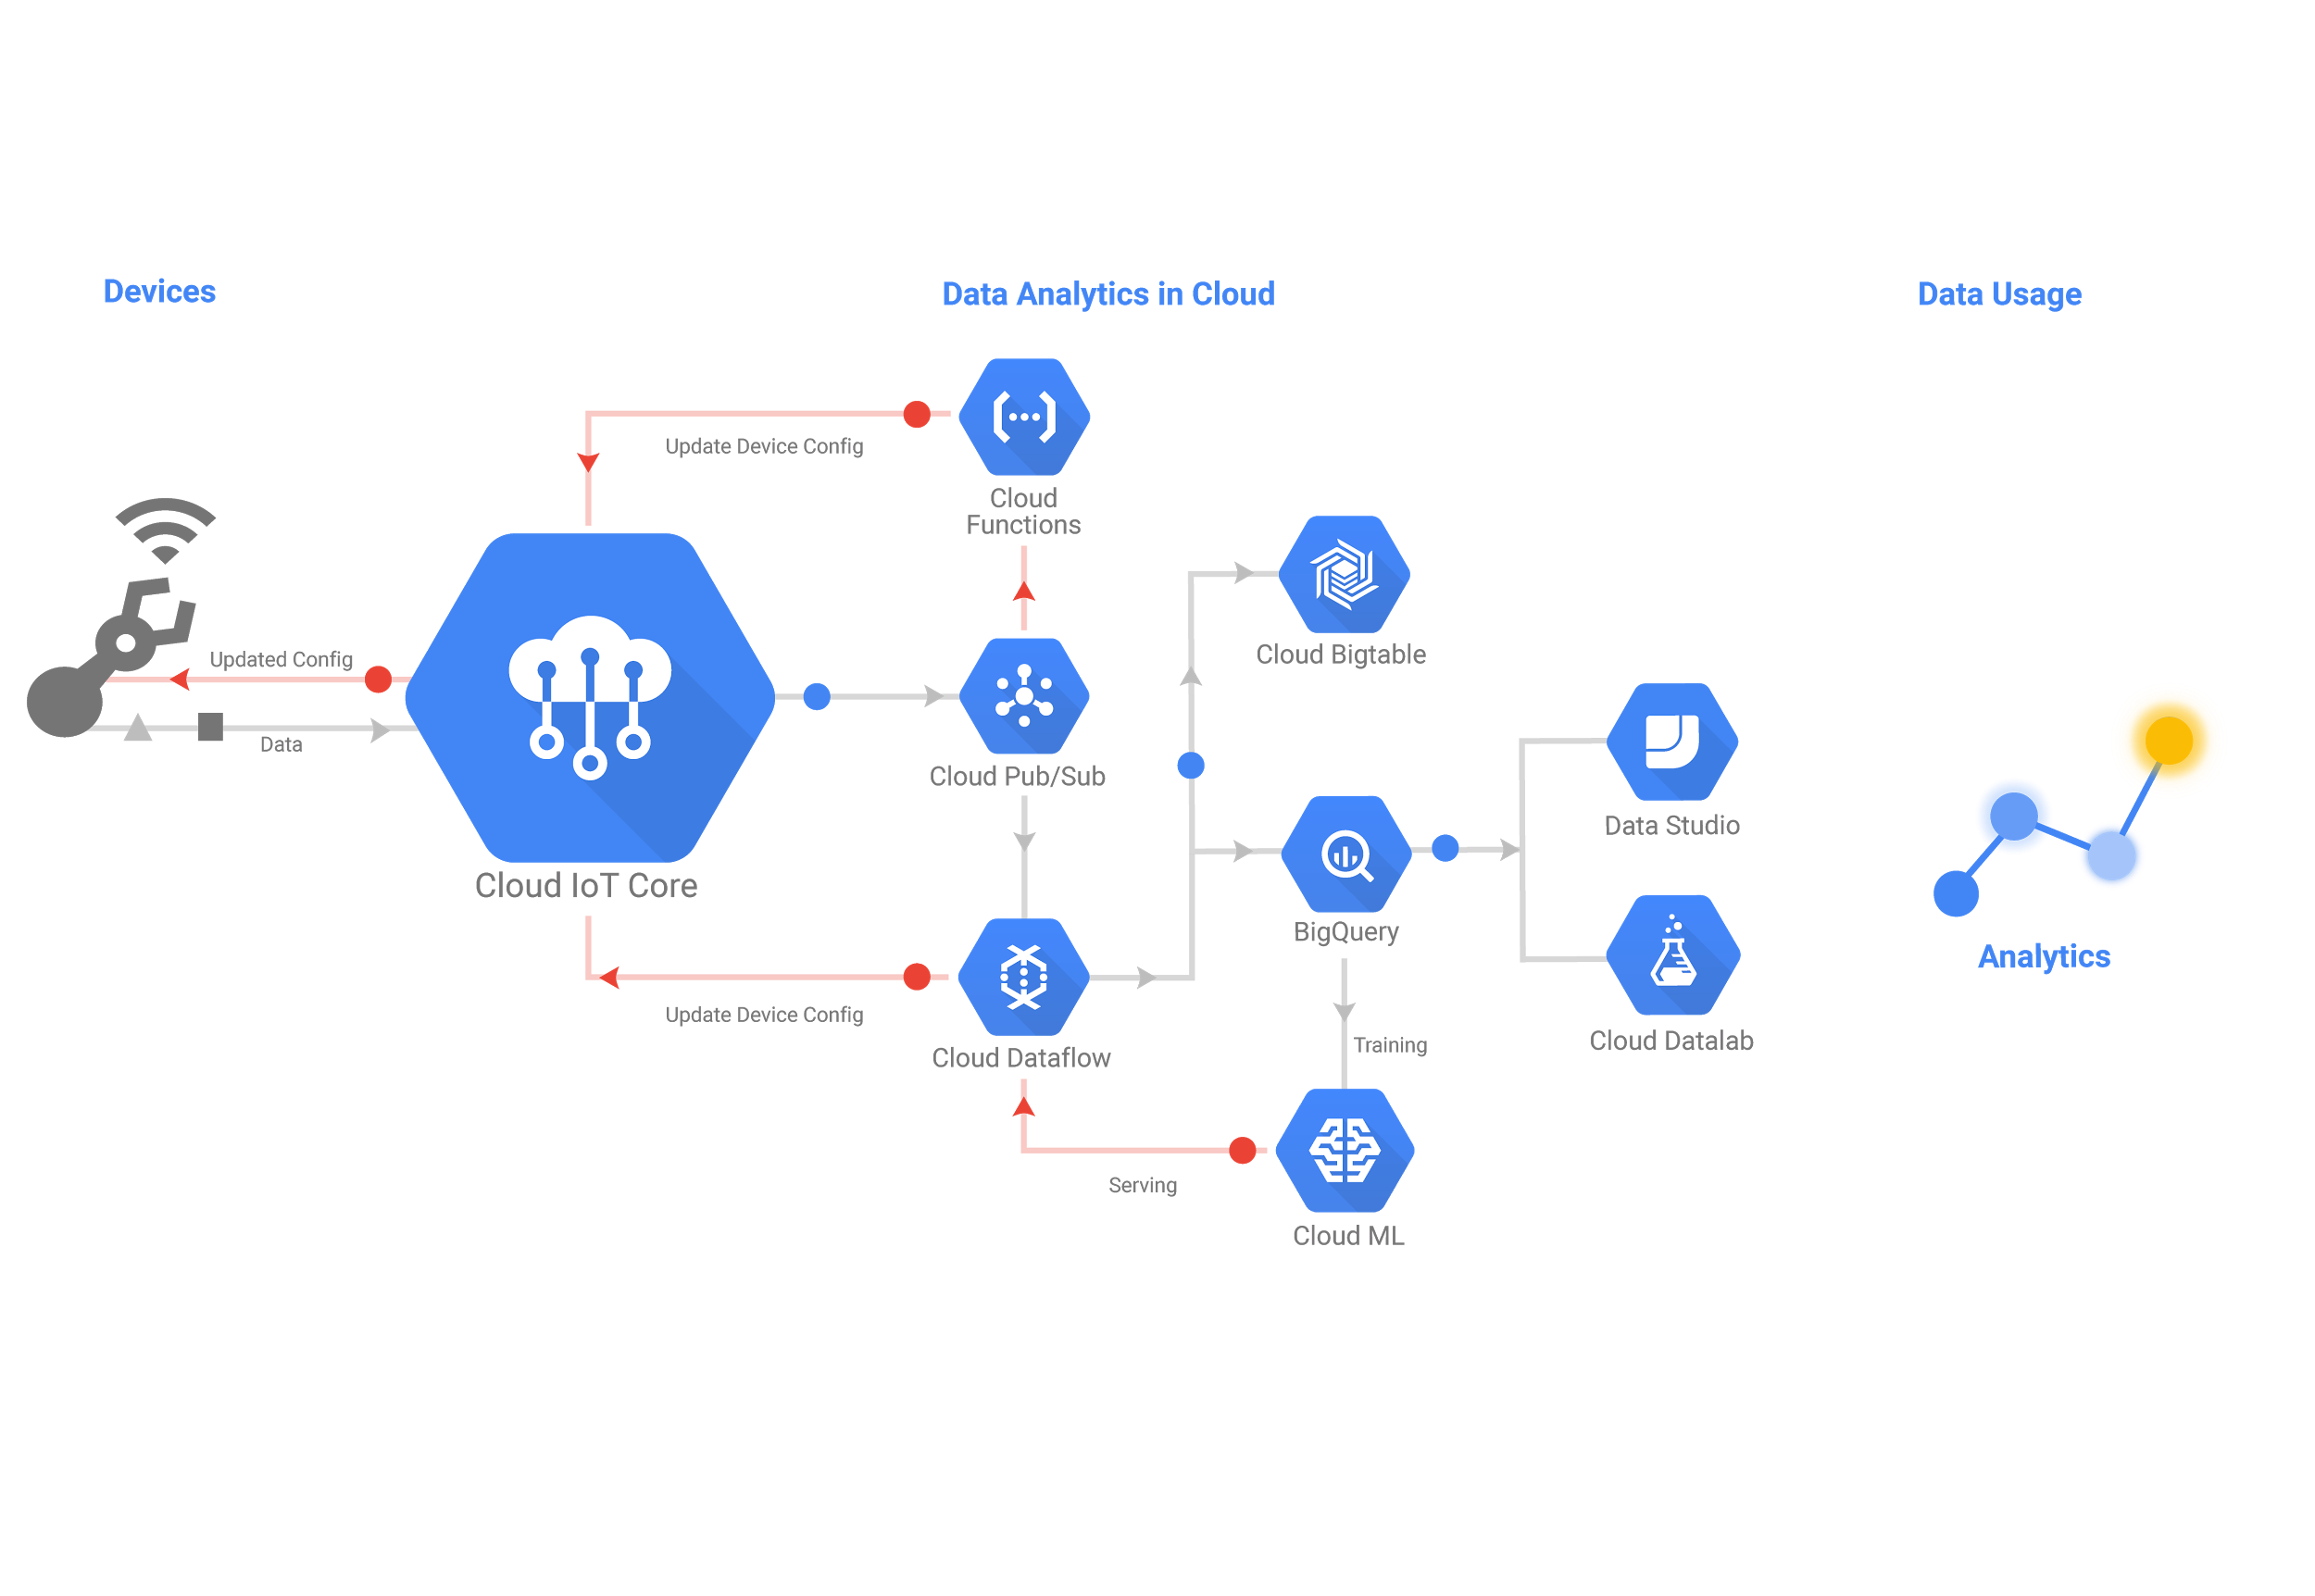 Devices
Data Analytics in Cloud
Data Usage
Update Device Config
Cloud
Functions
Cloud Bigtable
Updated Config
Data
Cloud Pub/Sub
Data Studio
Cloud IoT Core
BigQuery
Analytics
Update Device Config
Cloud Dataflow
Training
Cloud Datalab
Serving
Cloud ML